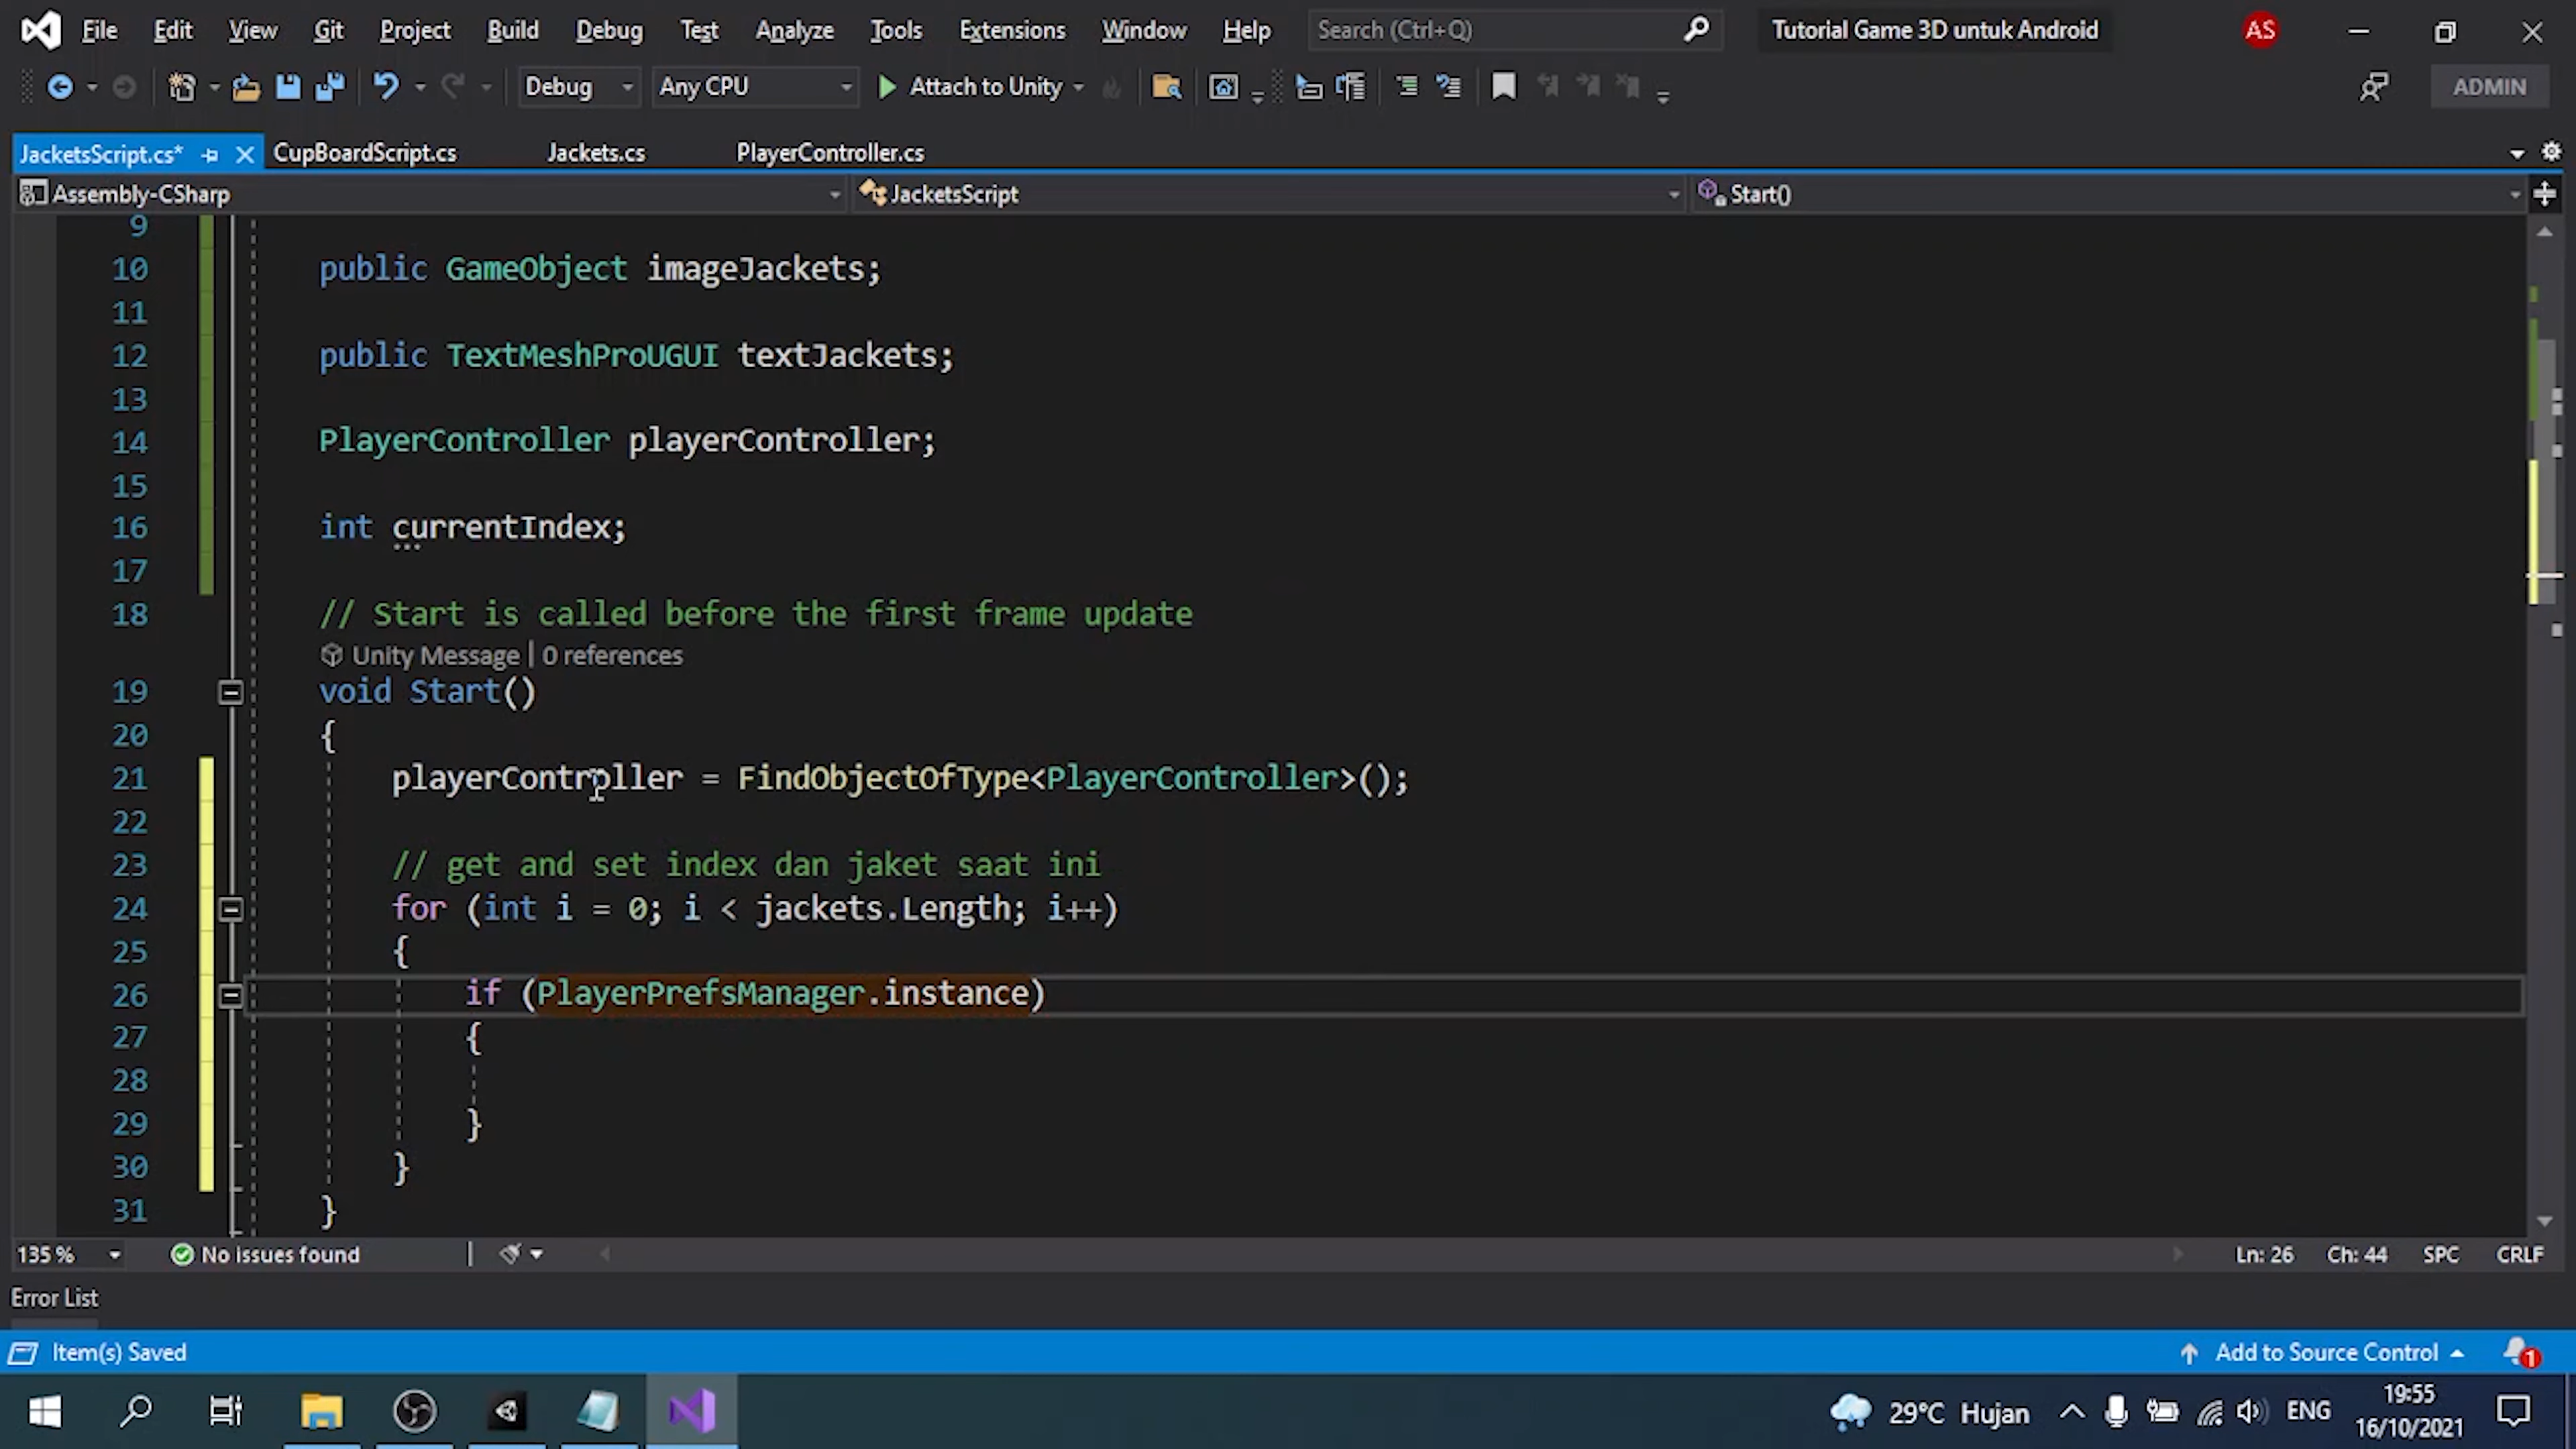 File Edit View Git Project Build Debug Test Analyze Tools Extensions Window Help Search (Ctrl+Q) Tutorial Game 3D untuk Android AS
Debug Any CPU Attach to Unity ADMIN
JacketsScript.cs* CupBoardScript.cs Jackets.cs PlayerController.cs
Assembly-CSharp JacketsScript Start()
9
10 public GameObject imageJackets;
11
12 public TextMeshProUGUI textJackets;
13
14 PlayerController playerController;
15
16 int currentIndex;
17
18 // Start is called before the first frame update
Unity Message | 0 references
19 void Start()
20 {
21 playerController = FindObjectOfType<PlayerController>();
22
23 // get and set index dan jaket saat ini
24 for (int i = 0; i < jackets.Length; i++)
25 {
26 if (PlayerPrefsManager.instance)
27 {
28
29 }
30 }
31 }
135 % No issues found Ln: 26 Ch: 44 SPC CRLF
Error List
Item(s) Saved Add to Source Control 1
29°C Hujan ENG 19:55
16/10/2021